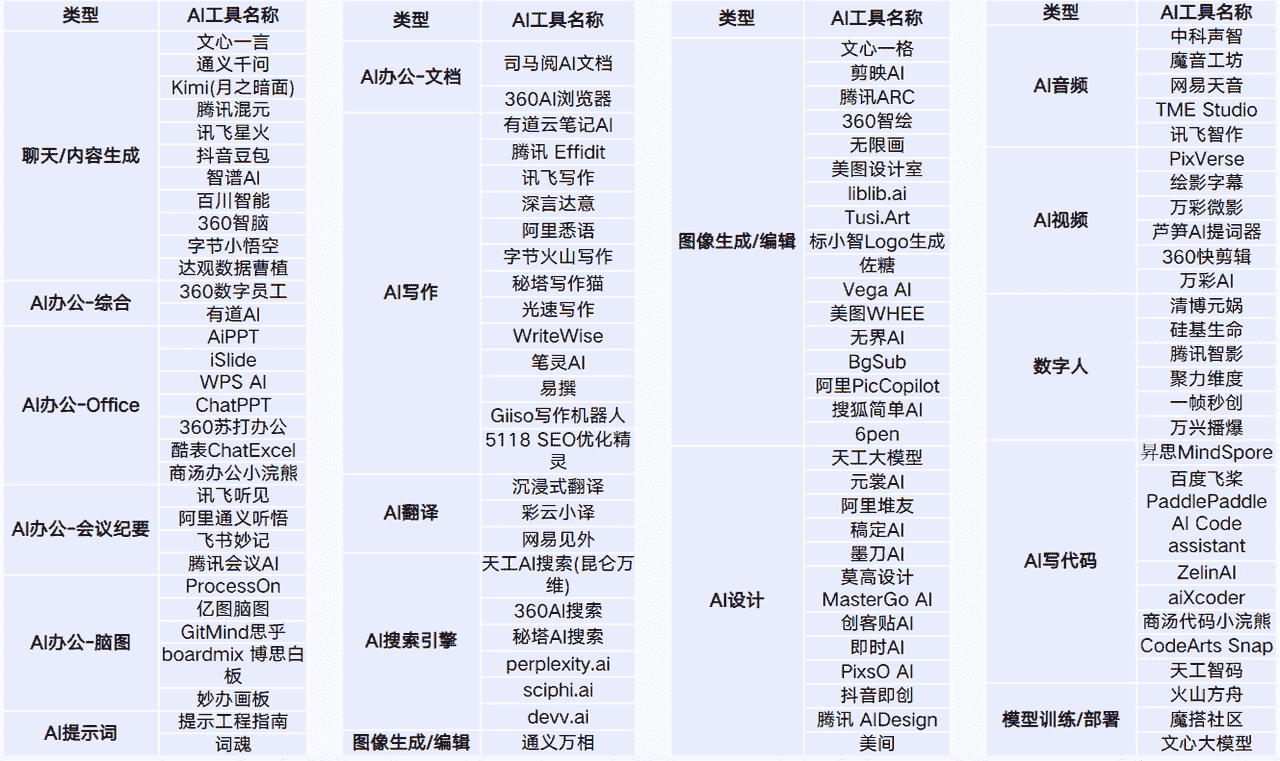 类型 AI工具名称
聊天/内容生成
文心一言
通义千问
Kimi(月之暗面)
腾讯混元
讯飞星火
抖音豆包
智谱AI
百川智能
360智脑
字节小悟空
达观数据曹植
AI办公-综合
360数字员工
有道AI
AI办公-Office
AiPPT
iSlide
WPS AI
ChatPPT
360苏打办公
酷表ChatExcel
商汤办公小浣熊
AI办公-会议纪要
讯飞听见
阿里通义听悟
飞书妙记
腾讯会议AI
AI办公-脑图
ProcessOn
亿图脑图
GitMind思乎
boardmix 博思白
板
妙办画板
AI提示词
提示工程指南
词魂
类型 AI工具名称
AI办公-文档
司马阅AI文档
360AI浏览器
AI写作
有道云笔记AI
腾讯 Effidit
讯飞写作
深言达意
阿里悉语
字节火山写作
秘塔写作猫
光速写作
WriteWise
笔灵AI
易撰
Giiso写作机器人
5118 SEO优化精
灵
AI翻译
沉浸式翻译
彩云小译
网易见外
AI搜索引擎
天工AI搜索(昆仑万
维)
360AI搜索
秘塔AI搜索
perplexity.ai
sciphi.ai
devv.ai
图像生成/编辑
通义万相
类型 AI工具名称
图像生成/编辑
文心一格
剪映AI
腾讯ARC
360智绘
无限画
美图设计室
liblib.ai
Tusi.Art
标小智Logo生成
佐糖
Vega AI
美图WHEE
无界AI
BgSub
阿里PicCopilot
搜狐简单AI
6pen
AI设计
天工大模型
元裳AI
阿里堆友
稿定AI
墨刀AI
莫高设计
MasterGo AI
创客贴AI
即时AI
PixsO AI
抖音即创
腾讯 AIDesign
美间
类型 AI工具名称
AI音频
中科声智
魔音工坊
网易天音
TME Studio
讯飞智作
AI视频
PixVerse
绘影字幕
万彩微影
芦笋AI提词器
360快剪辑
万彩AI
数字人
清博元娲
硅基生命
腾讯智影
聚力维度
一帧秒创
万兴播爆
AI写代码
昇思MindSpore
百度飞桨
PaddlePaddle
AI Code
assistant
ZelinAI
aiXcoder
商汤代码小浣熊
CodeArts Snap
天工智码
模型训练/部署
火山方舟
魔搭社区
文心大模型